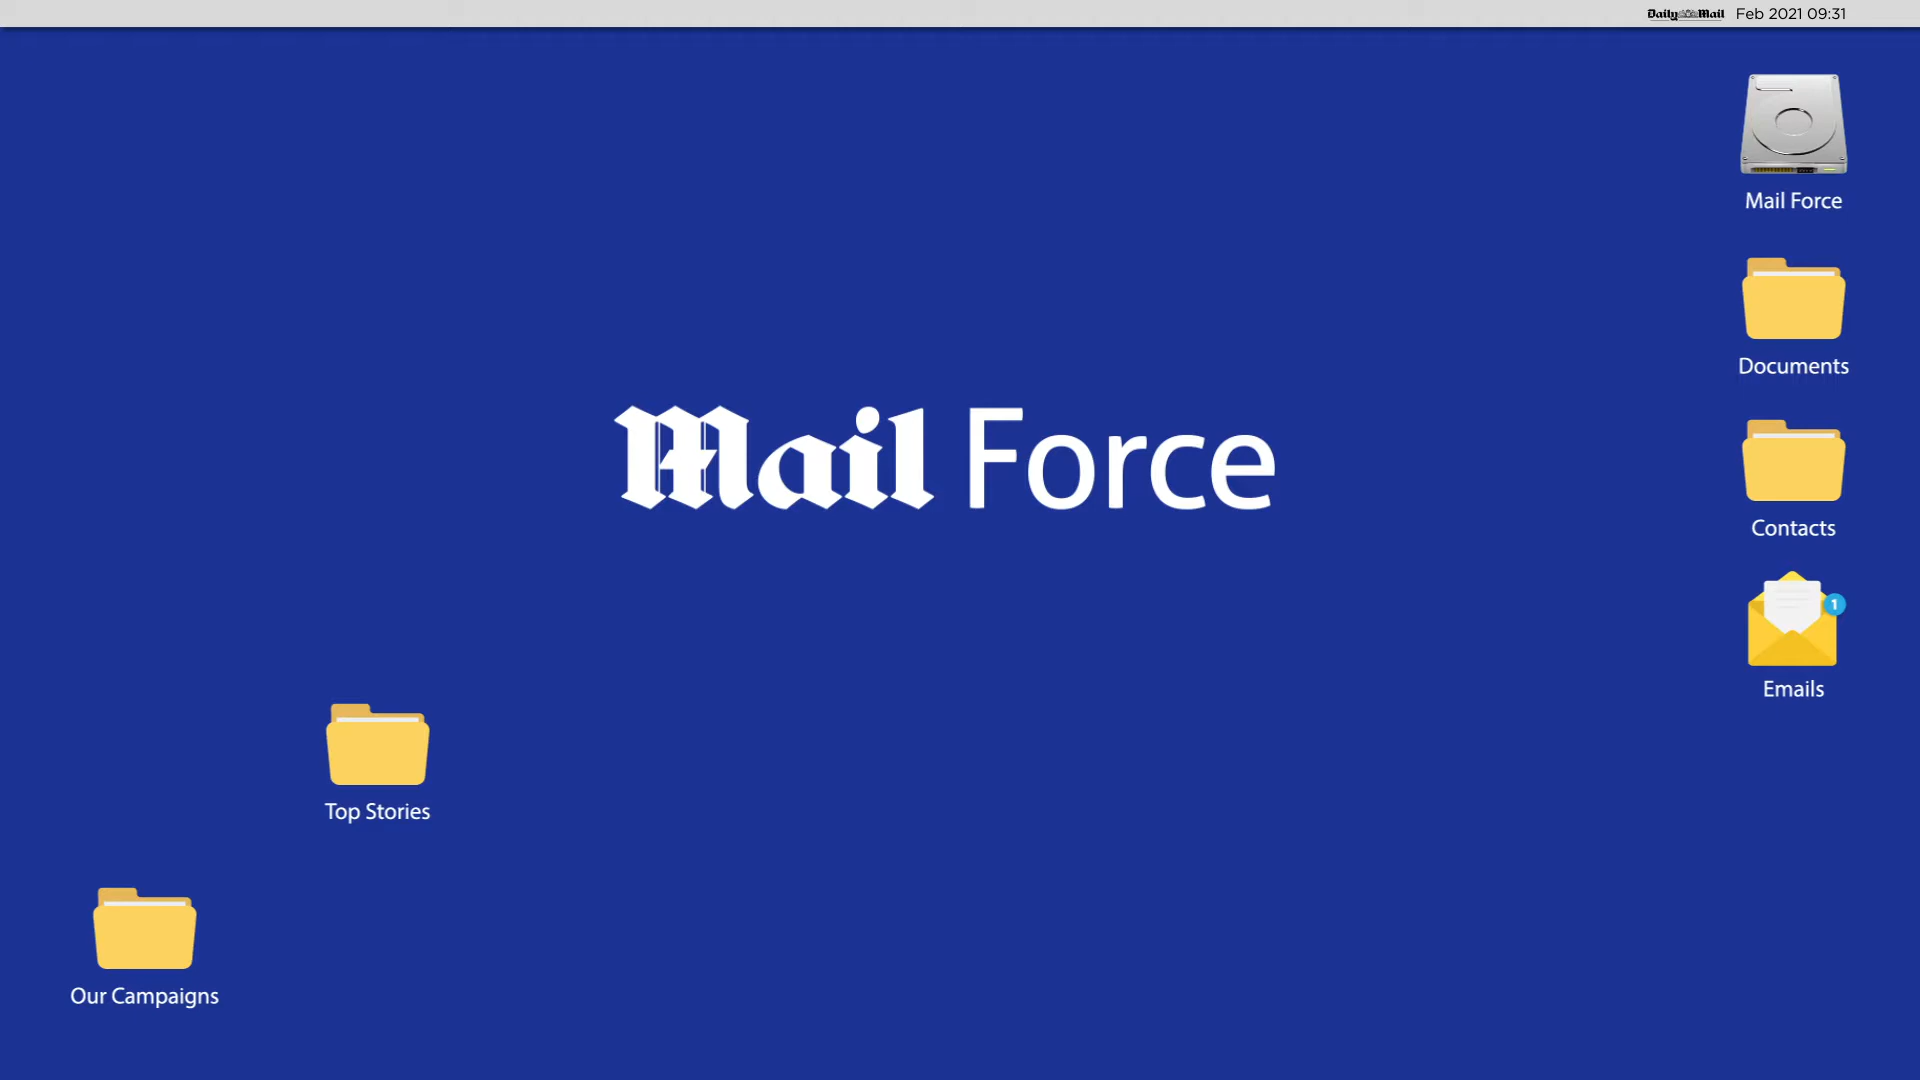 Daily Mail Feb 2021 09:31
Mail Force
Documents
Mail Force
Contacts
1
Emails
Top Stories
Our Campaigns